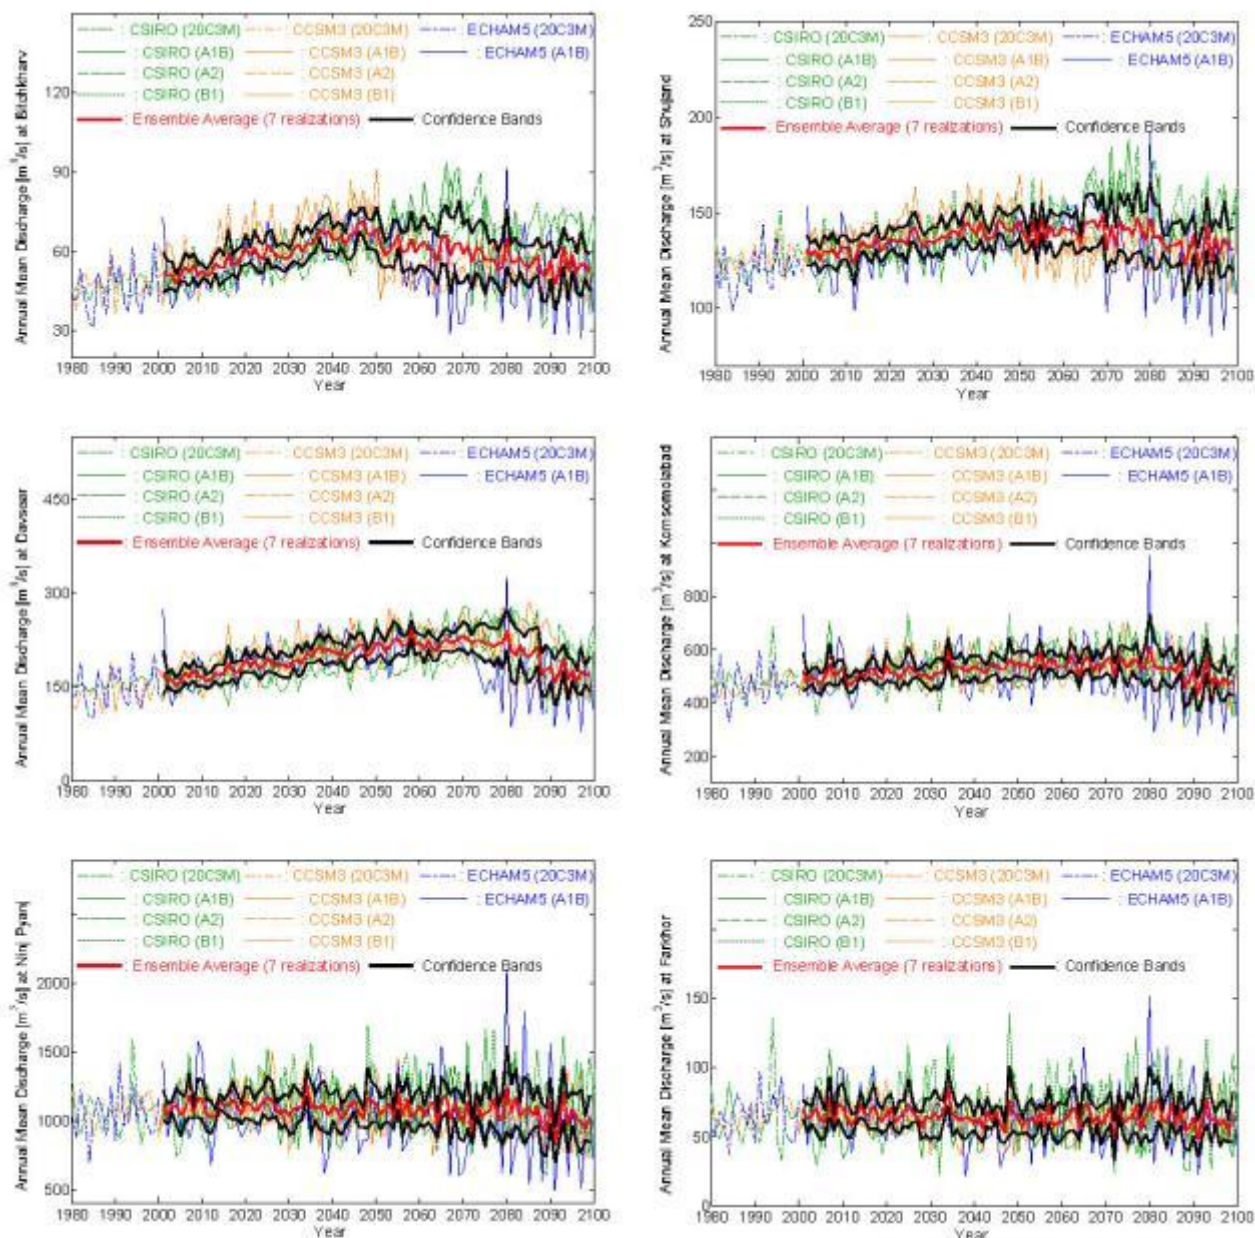 : CSIRO (20C3M) : CCSM3 (20C3M) : ECHAM5 (20C3M)
: CSIRO (A1B) : CCSM3 (A1B) : ECHAM5 (A1B)
: CSIRO (A2) : CCSM3 (A2)
: CSIRO (B1) : CCSM3 (B1)
: Ensemble Average (7 realizations) : Confidence Bands
Annual Mean Discharge [m³/s] at
120
90
60
30
1980 1990 2000 2010 2020 2030 2040 2050 2060 2070 2080 2090 2100
Year
: CSIRO (20C3M) : CCSM3 (20C3M) : ECHAM5 (20C3M)
: CSIRO (A1B) : CCSM3 (A1B) : ECHAM5 (A1B)
: CSIRO (A2) : CCSM3 (A2)
: CSIRO (B1) : CCSM3 (B1)
: Ensemble Average (7 realizations) : Confidence Bands
Annual Mean Discharge [m³/s] at Shujand
250
200
150
100
1980 1990 2000 2010 2020 2030 2040 2050 2060 2070 2080 2090 2100
Year
: CSIRO (20C3M) : CCSM3 (20C3M) : ECHAM5 (20C3M)
: CSIRO (A1B) : CCSM3 (A1B) : ECHAM5 (A1B)
: CSIRO (A2) : CCSM3 (A2)
: CSIRO (B1) : CCSM3 (B1)
: Ensemble Average (7 realizations) : Confidence Bands
Annual Mean Discharge [m³/s] at
450
300
150
0
1980 1990 2000 2010 2020 2030 2040 2050 2060 2070 2080 2090 2100
Year
: CSIRO (20C3M) : CCSM3 (20C3M) : ECHAM5 (20C3M)
: CSIRO (A1B) : CCSM3 (A1B) : ECHAM5 (A1B)
: CSIRO (A2) : CCSM3 (A2)
: CSIRO (B1) : CCSM3 (B1)
: Ensemble Average (7 realizations) : Confidence Bands
Annual Mean Discharge [m³/s] at Komsomolabad
800
600
400
200
1980 1990 2000 2010 2020 2030 2040 2050 2060 2070 2080 2090 2100
Year
: CSIRO (20C3M) : CCSM3 (20C3M) : ECHAM5 (20C3M)
: CSIRO (A1B) : CCSM3 (A1B) : ECHAM5 (A1B)
: CSIRO (A2) : CCSM3 (A2)
: CSIRO (B1) : CCSM3 (B1)
: Ensemble Average (7 realizations) : Confidence Bands
Annual Mean Discharge [m³/s] at Pyanj
2000
1500
1000
500
1980 1990 2000 2010 2020 2030 2040 2050 2060 2070 2080 2090 2100
Year
: CSIRO (20C3M) : CCSM3 (20C3M) : ECHAM5 (20C3M)
: CSIRO (A1B) : CCSM3 (A1B) : ECHAM5 (A1B)
: CSIRO (A2) : CCSM3 (A2)
: CSIRO (B1) : CCSM3 (B1)
: Ensemble Average (7 realizations) : Confidence Bands
Annual Mean Discharge [m³/s] at Farkhor
150
100
50
0
1980 1990 2000 2010 2020 2030 2040 2050 2060 2070 2080 2090 2100
Year